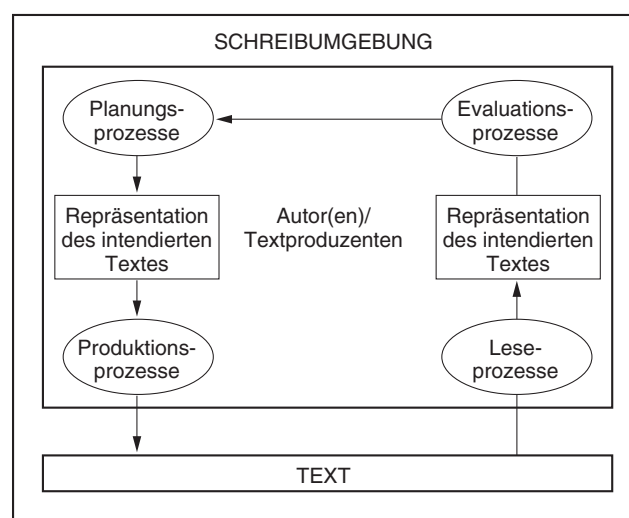 SCHREIBUMGEBUNG
Planungs-
prozesse
Evaluations-
prozesse
Repräsentation
des intendierten
Textes
Autor(en)/
Textproduzenten
Repräsentation
des intendierten
Textes
Produktions-
prozesse
Lese-
prozesse
TEXT